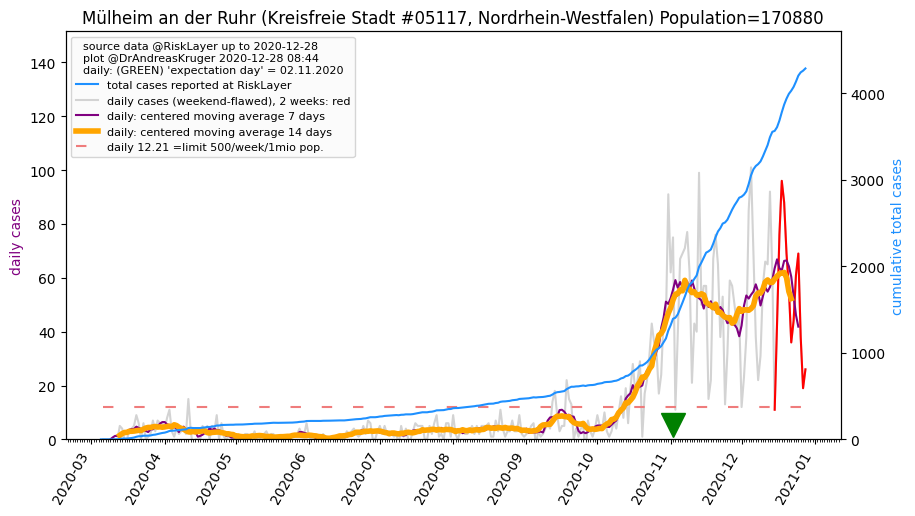 Mülheim an der Ruhr (Kreisfreie Stadt #05117, Nordrhein-Westfalen) Population=170880
source data @RiskLayer up to 2020-12-28
plot @DrAndreasKruger 2020-12-28 08:44
daily: (GREEN) 'expectation day' = 02.11.2020
total cases reported at RiskLayer
daily cases (weekend-flawed), 2 weeks: red
daily: centered moving average 7 days
daily: centered moving average 14 days
daily 12.21 =limit 500/week/1mio pop.
daily cases
140
120
100
80
60
40
20
0
cumulative total cases
4000
3000
2000
1000
0
2020-03
2020-04
2020-05
2020-06
2020-07
2020-08
2020-09
2020-10
2020-11
2020-12
2021-01